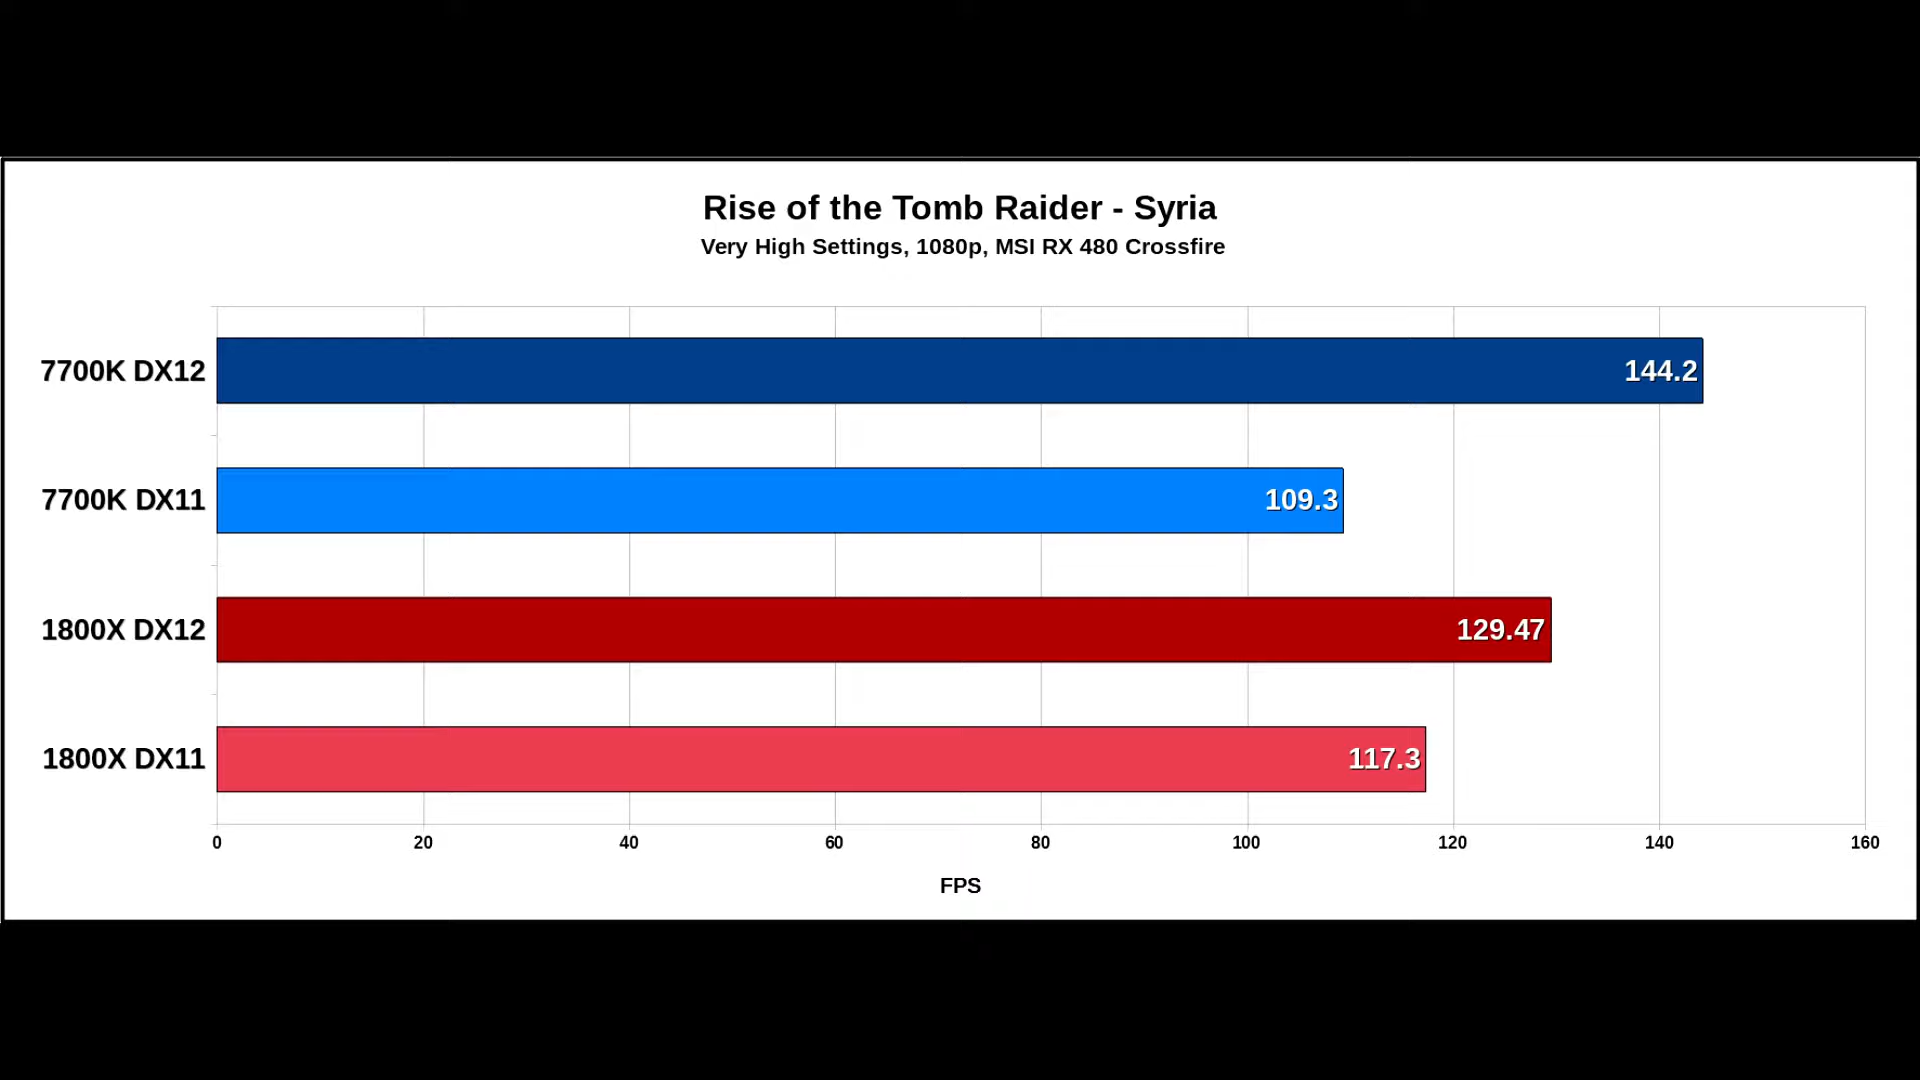 Rise of the Tomb Raider - Syria
Very High Settings, 1080p, MSI RX 480 Crossfire
7700K DX12 144.2
7700K DX11 109.3
1800X DX12 129.47
1800X DX11 117.3
0 20 40 60 80 100 120 140 160
FPS